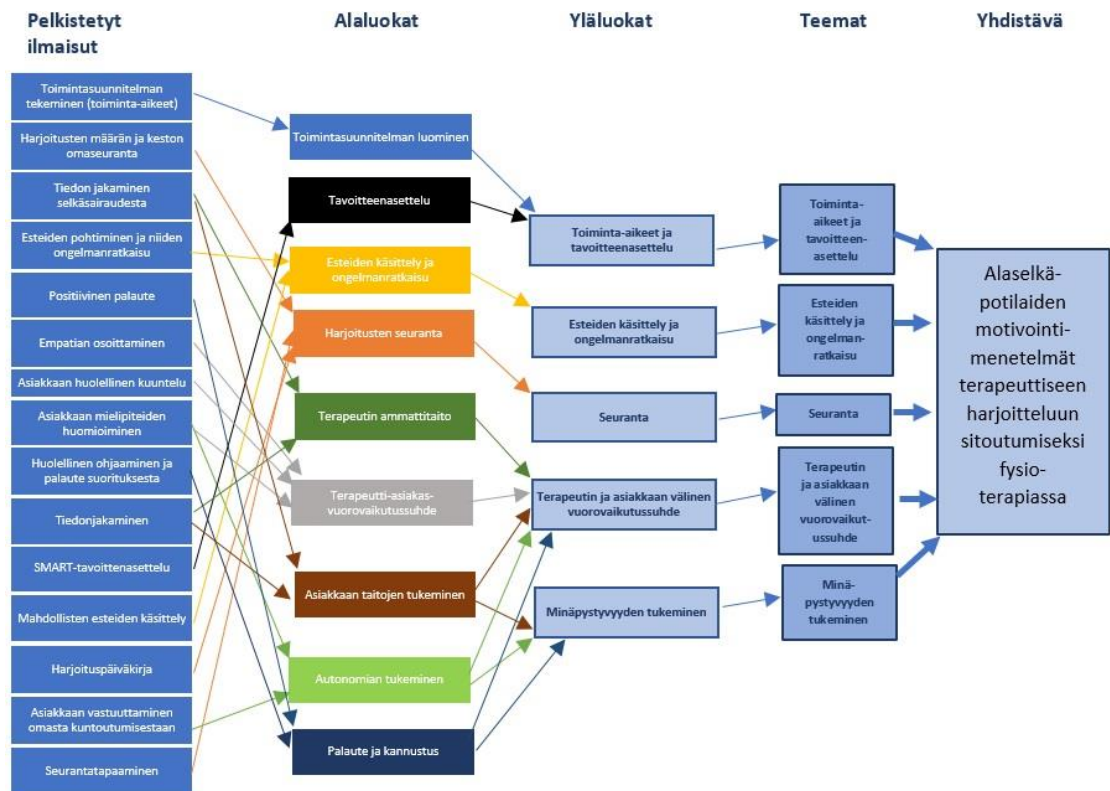 Pelkistetyt
ilmaisut
Alaluokat
Yläluokat
Teemat
Yhdistävä
Toimintasuunnitelman
tekeminen (toiminta-aikeet)
Harjoitusten määrän ja keston
omaseuranta
Tiedon jakaminen
selkäsairaudesta
Esteiden pohtiminen ja niiden
ongelmanratkaisu
Positiivinen palaute
Empatian osoittaminen
Asiakkaan huolellinen kuuntelu
Asiakkaan mielipiteiden
huomioiminen
Huolellinen ohjaaminen ja
palaute suorituksesta
Tiedonjakaminen
SMART-tavoittenasettelu
Mahdollisten esteiden käsittely
Harjoituspäiväkirja
Asiakkaan vastuuttaminen
omasta kuntoutumisestaan
Seurantatapaaminen
Toimintasuunnitelman luominen
Tavoitteenasettelu
Esteiden käsittely ja
ongelmanratkaisu
Harjoitusten seuranta
Terapeutin ammattitaito
Terapeutti-asiakas-
vuorovaikutussuhde
Asiakkaan taitojen tukeminen
Autonomian tukeminen
Palaute ja kannustus
Toiminta-aikeet ja
tavoitteenasettelu
Esteiden käsittely ja
ongelmanratkaisu
Seuranta
Terapeutin ja asiakkaan välinen
vuorovaikutussuhde
Minäpystyvyyden tukeminen
Toiminta-
aikeet ja
tavoitteen-
asettelu
Esteiden
käsittely ja
ongelman-
ratkaisu
Seuranta
Terapeutin
ja asiakkaan
välinen
vuorovaikut-
ussuhde
Minä-
pystyvyyden
tukeminen
Alaselkä-
potilaiden
motivointi-
menetelmät
terapeuttiseen
harjoitteluun
sitoutumiseksi
fysio-
terapiassa